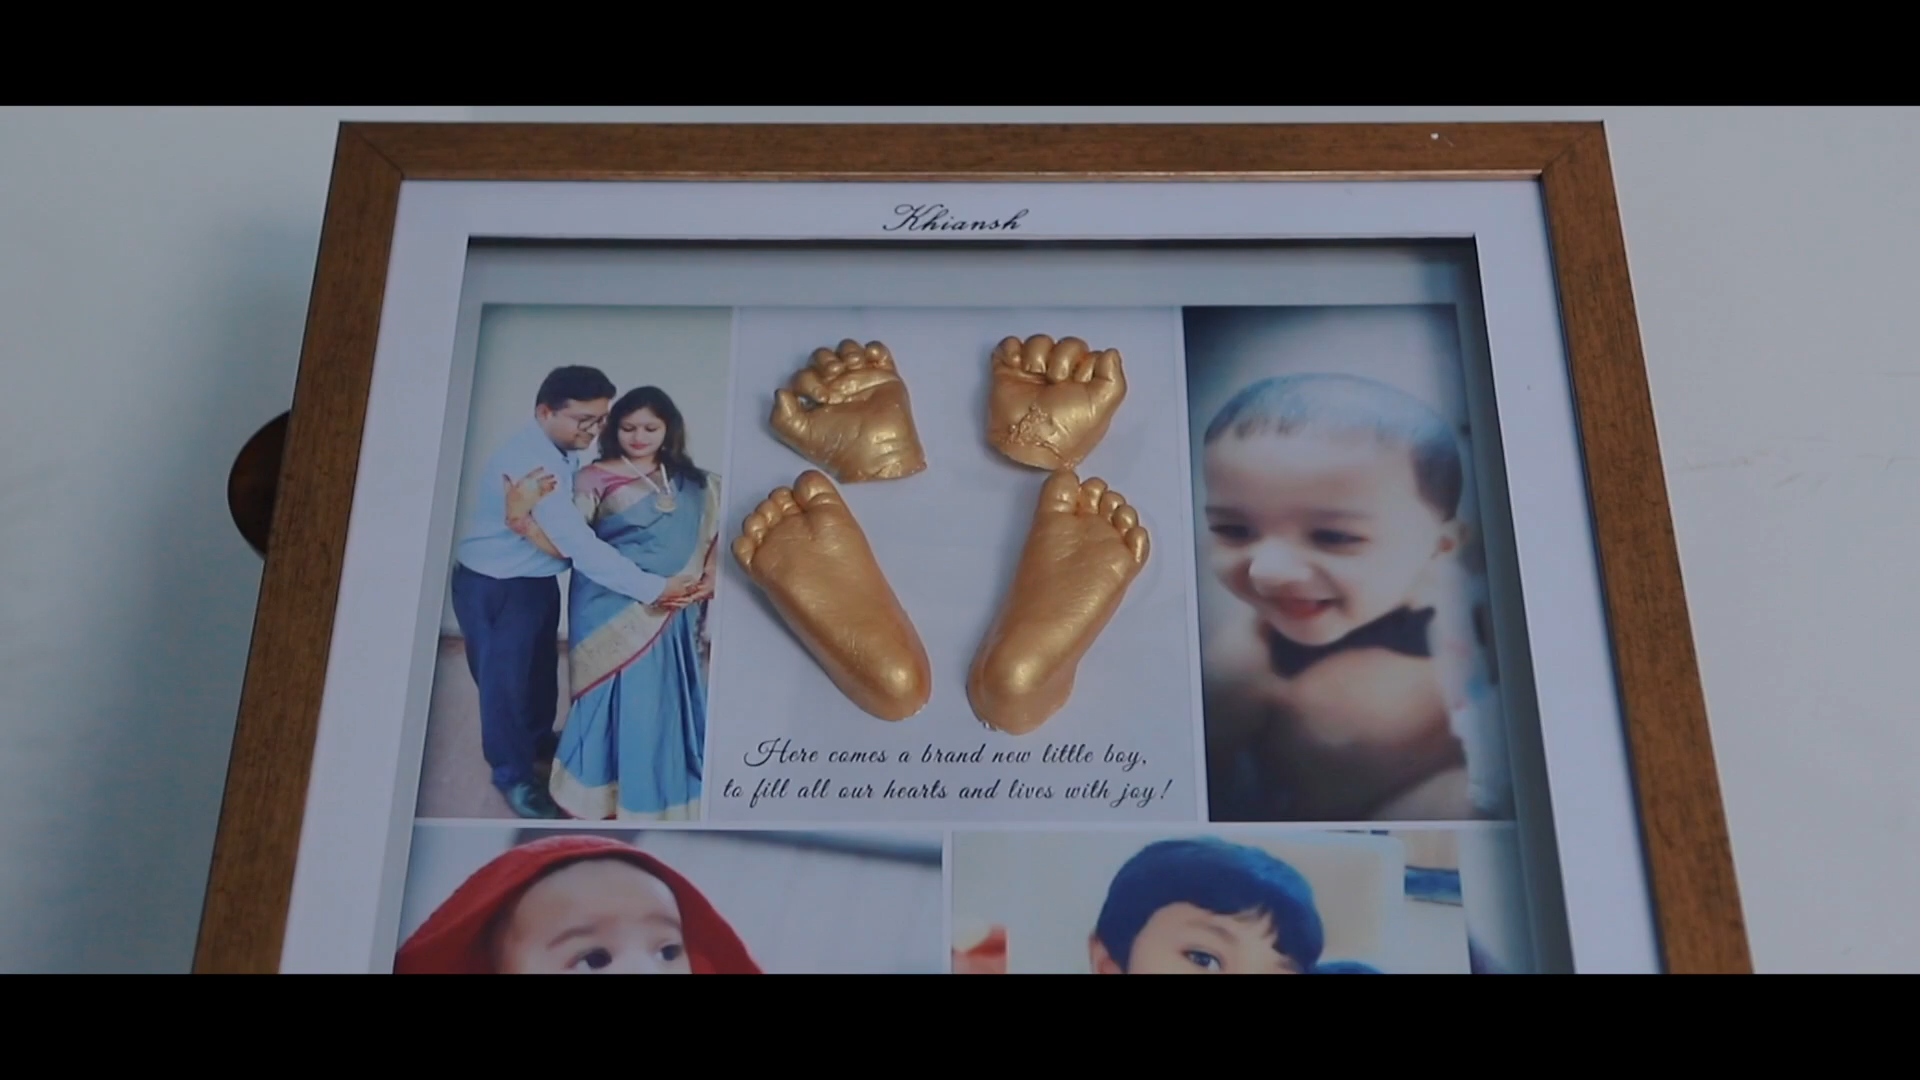 Khiansh
Here comes a brand new little boy,
to fill all our hearts and lives with joy!